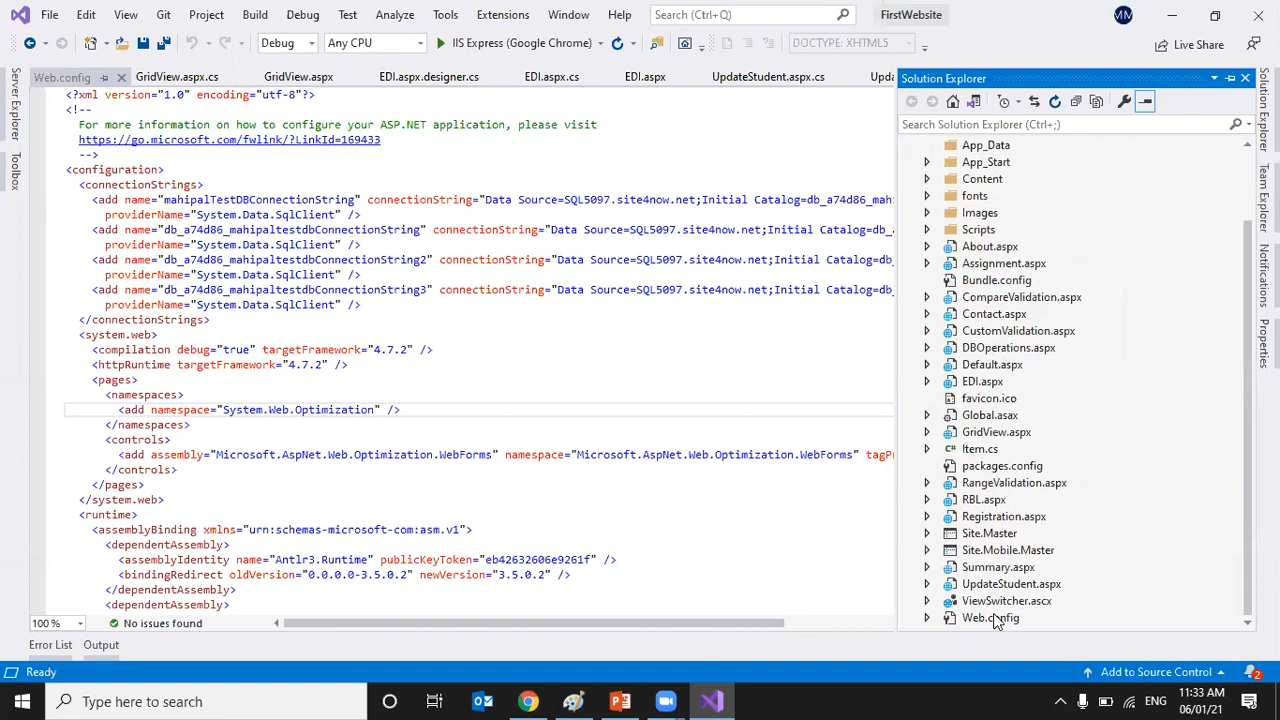 File Edit View Git Project Build Debug Test Analyze Tools Extensions Window Help Search (Ctrl+Q) FirstWebsite MM
Debug Any CPU IIS Express (Google Chrome) DOCTYPE: XHTML5 Live Share
Web.config GridView.aspx.cs GridView.aspx EDI.aspx.designer.cs EDI.aspx.cs EDI.aspx UpdateStudent.aspx.cs Upda
Server Explorer
Toolbox
<?xml version="1.0" encoding="utf-8"?>
<!--
For more information on how to configure your ASP.NET application, please visit
https://go.microsoft.com/fwlink/?LinkId=169433
-->
<configuration>
<connectionStrings>
<add name="mahipalTestDBConnectionString" connectionString="Data Source=SQL5097.site4now.net;Initial Catalog=db_a74d86_mahi
providerName="System.Data.SqlClient" />
<add name="db_a74d86_mahipaltestdbConnectionString" connectionString="Data Source=SQL5097.site4now.net;Initial Catalog=db_a
providerName="System.Data.SqlClient" />
<add name="db_a74d86_mahipaltestdbConnectionString2" connectionString="Data Source=SQL5097.site4now.net;Initial Catalog=db_
providerName="System.Data.SqlClient" />
<add name="db_a74d86_mahipaltestdbConnectionString3" connectionString="Data Source=SQL5097.site4now.net;Initial Catalog=db_
providerName="System.Data.SqlClient" />
</connectionStrings>
<system.web>
<compilation debug="true" targetFramework="4.7.2" />
<httpRuntime targetFramework="4.7.2" />
<pages>
<namespaces>
<add namespace="System.Web.Optimization" />
</namespaces>
<controls>
<add assembly="Microsoft.AspNet.Web.Optimization.WebForms" namespace="Microsoft.AspNet.Web.Optimization.WebForms" tagPr
</controls>
</pages>
</system.web>
<runtime>
<assemblyBinding xmlns="urn:schemas-microsoft-com:asm.v1">
<dependentAssembly>
<assemblyIdentity name="Antlr3.Runtime" publicKeyToken="eb42632606e9261f" />
<bindingRedirect oldVersion="0.0.0.0-3.5.0.2" newVersion="3.5.0.2" />
</dependentAssembly>
<dependentAssembly>
100 % No issues found
Solution Explorer
Search Solution Explorer (Ctrl+;)
App_Data
App_Start
Content
fonts
Images
Scripts
About.aspx
Assignment.aspx
Bundle.config
CompareValidation.aspx
Contact.aspx
CustomValidation.aspx
DBOperations.aspx
Default.aspx
EDI.aspx
favicon.ico
Global.asax
GridView.aspx
C# Item.cs
packages.config
RangeValidation.aspx
RBL.aspx
Registration.aspx
Site.Master
Site.Mobile.Master
Summary.aspx
UpdateStudent.aspx
ViewSwitcher.ascx
Web.config
Solution Explorer
Team Explorer
Notifications
Properties
Error List Output
Ready Add to Source Control 2
Type here to search ENG 11:33 AM
06/01/21